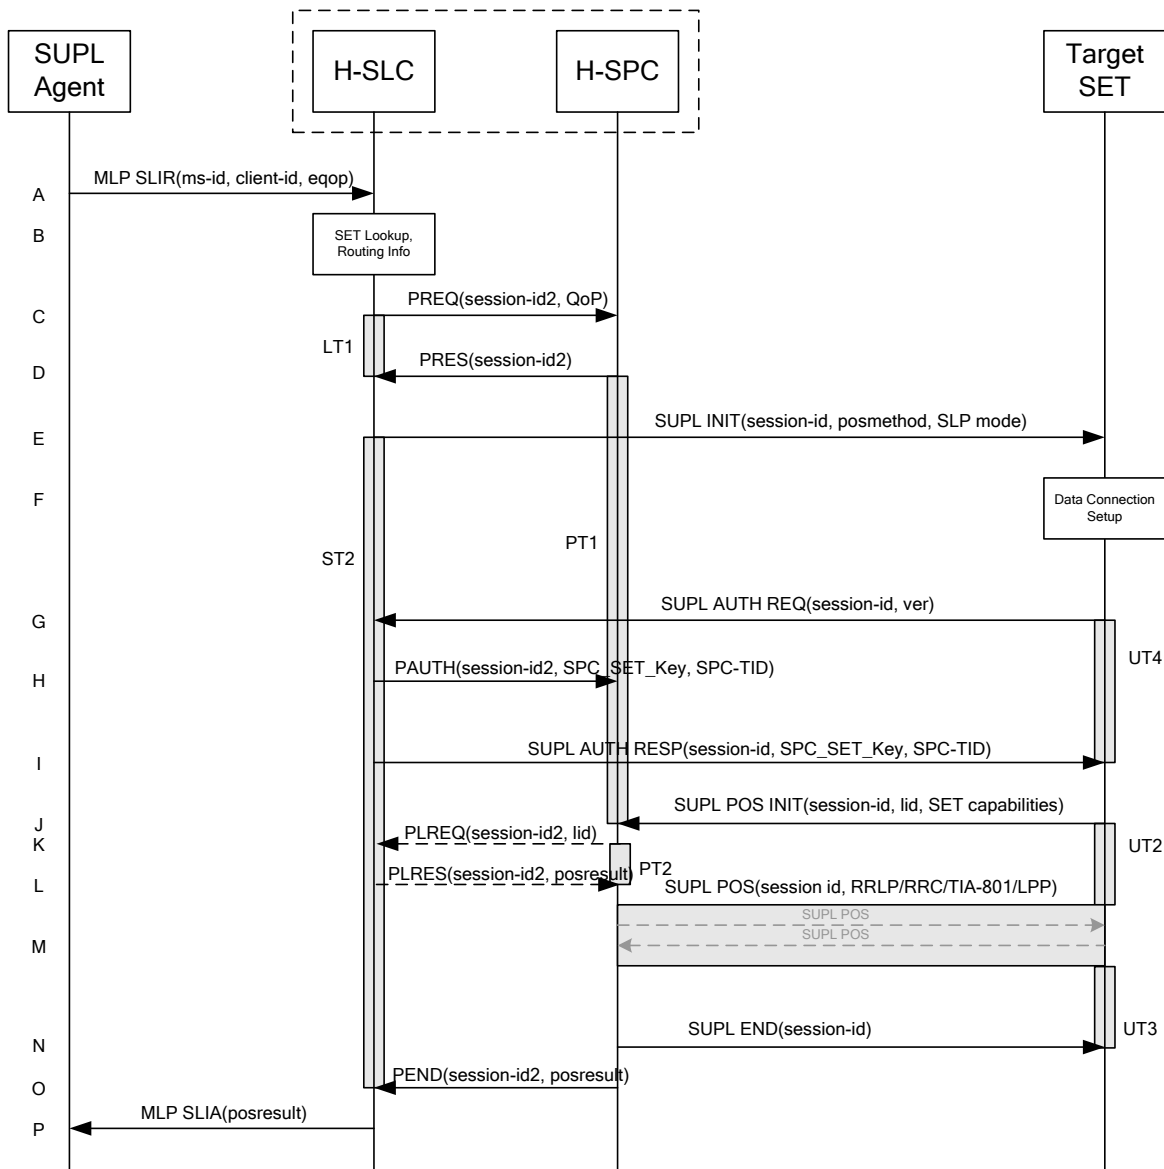 SUPL
Agent
H-SLC
H-SPC
Target
SET
A
MLP SLIR(ms-id, client-id, eqop)
B
SET Lookup,
Routing Info
C
PREQ(session-id2, QoP)
LT1
D
PRES(session-id2)
E
SUPL INIT(session-id, posmethod, SLP mode)
F
Data Connection
Setup
ST2
PT1
G
SUPL AUTH REQ(session-id, ver)
UT4
H
PAUTH(session-id2, SPC_SET_Key, SPC-TID)
I
SUPL AUTH RESP(session-id, SPC_SET_Key, SPC-TID)
J
SUPL POS INIT(session-id, lid, SET capabilities)
K
PLREQ(session-id2, lid)
UT2
L
PLRES(session-id2, posresult)
PT2
SUPL POS(session id, RRLP/RRC/TIA-801/LPP)
SUPL POS
SUPL POS
M
N
SUPL END(session-id)
UT3
O
PEND(session-id2, posresult)
P
MLP SLIA(posresult)